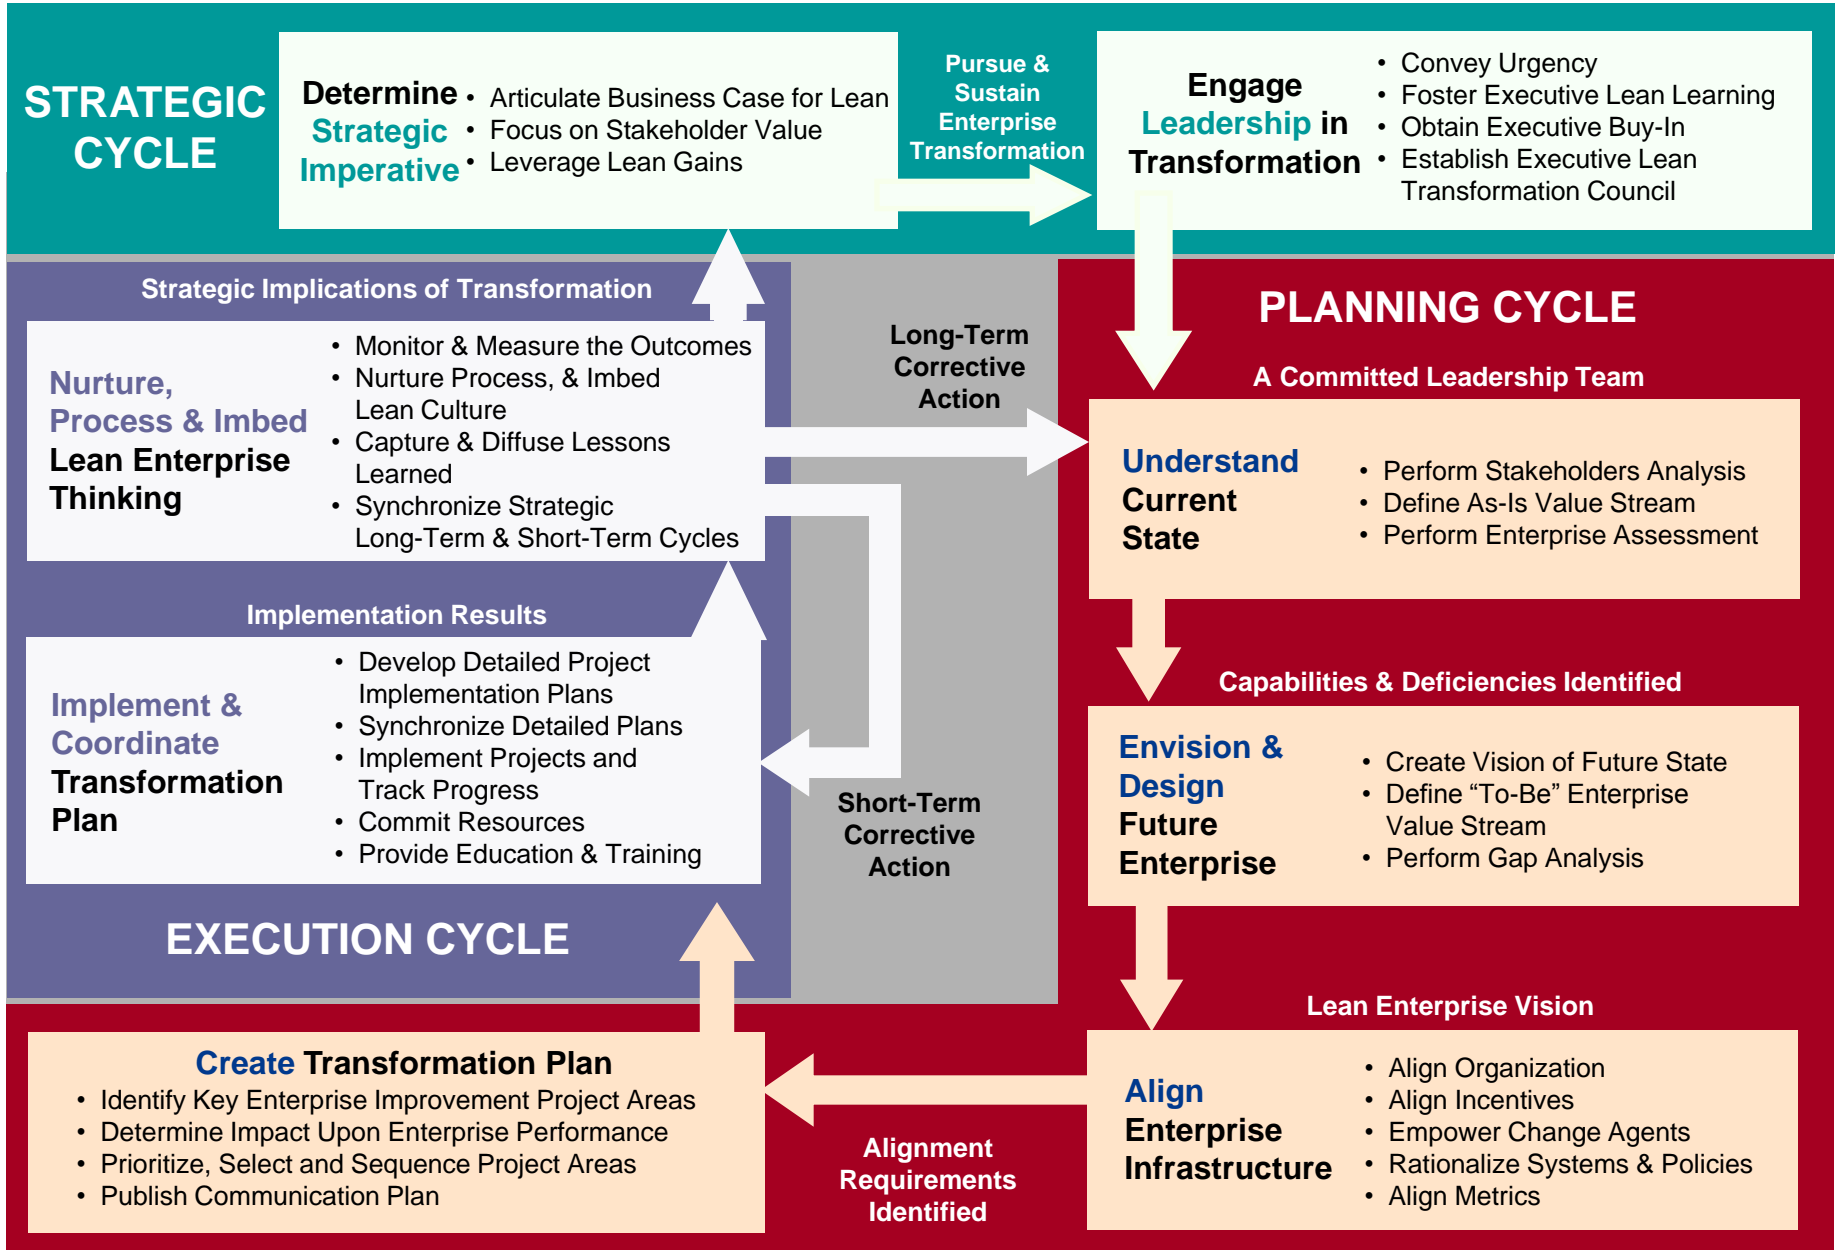 STRATEGIC
CYCLE
Determine
Strategic
Imperative
• Articulate Business Case for Lean
• Focus on Stakeholder Value
• Leverage Lean Gains
Pursue &
Sustain
Enterprise
Transformation
Engage
Leadership in
Transformation
• Convey Urgency
• Foster Executive Lean Learning
• Obtain Executive Buy-In
• Establish Executive Lean
Transformation Council
Strategic Implications of Transformation
Nurture,
Process & Imbed
Lean Enterprise
Thinking
• Monitor & Measure the Outcomes
• Nurture Process, & Imbed
Lean Culture
• Capture & Diffuse Lessons
Learned
• Synchronize Strategic
Long-Term & Short-Term Cycles
Long-Term
Corrective
Action
PLANNING CYCLE
A Committed Leadership Team
Understand
Current
State
• Perform Stakeholders Analysis
• Define As-Is Value Stream
• Perform Enterprise Assessment
Implementation Results
Implement &
Coordinate
Transformation
Plan
• Develop Detailed Project
Implementation Plans
• Synchronize Detailed Plans
• Implement Projects and
Track Progress
• Commit Resources
• Provide Education & Training
Short-Term
Corrective
Action
Capabilities & Deficiencies Identified
Envision &
Design
Future
Enterprise
• Create Vision of Future State
• Define “To-Be” Enterprise
Value Stream
• Perform Gap Analysis
EXECUTION CYCLE
Lean Enterprise Vision
Create Transformation Plan
• Identify Key Enterprise Improvement Project Areas
• Determine Impact Upon Enterprise Performance
• Prioritize, Select and Sequence Project Areas
• Publish Communication Plan
Alignment
Requirements
Identified
Align
Enterprise
Infrastructure
• Align Organization
• Align Incentives
• Empower Change Agents
• Rationalize Systems & Policies
• Align Metrics